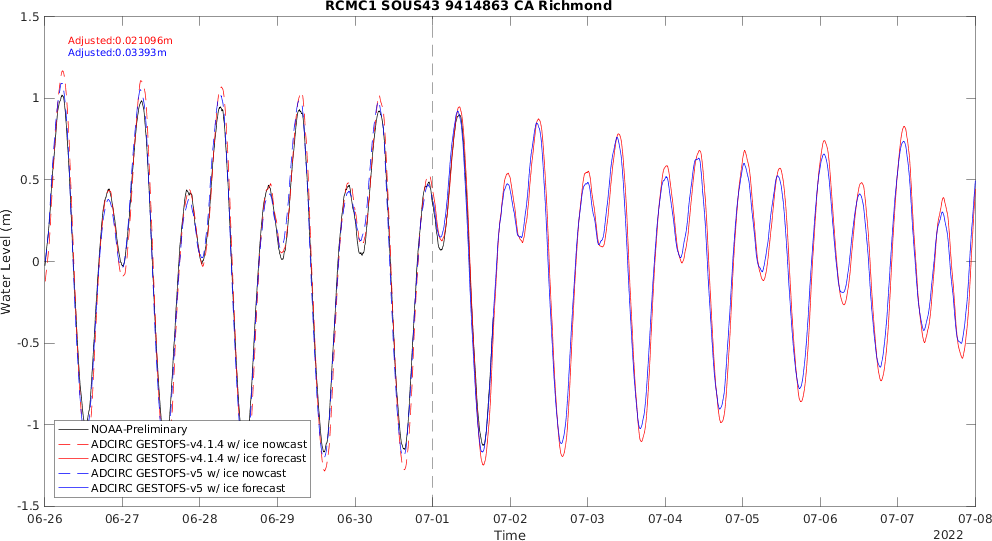 RCMC1 SOUS43 9414863 CA Richmond
Adjusted:0.021096m
Adjusted:0.03393m
1.5
1
0.5
0
-0.5
-1
-1.5
Water Level (m)
NOAA-Preliminary
ADCIRC GESTOFS-v4.1.4 w/ ice nowcast
ADCIRC GESTOFS-v4.1.4 w/ ice forecast
ADCIRC GESTOFS-v5 w/ ice nowcast
ADCIRC GESTOFS-v5 w/ ice forecast
06-26 06-27 06-28 06-29 06-30 07-01 07-02 07-03 07-04 07-05 07-06 07-07 07-08
Time
2022